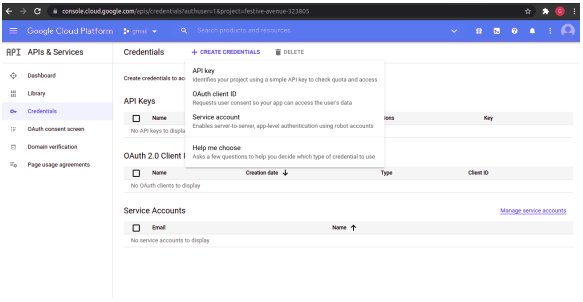 console.cloud.google.com/apis/credentials?authuser=1&project=festive-avenue-323805
Google Cloud Platform
gmail
Search products and resources
API APIs & Services
Credentials
+ CREATE CREDENTIALS
DELETE
Dashboard
Library
Credentials
OAuth consent screen
Domain verification
Page usage agreements
Create credentials to ac
API key
Identifies your project using a simple API key to check quota and access
OAuth client ID
Requests user consent so your app can access the user's data
Service account
Enables server-to-server, app-level authentication using robot accounts
Help me choose
Asks a few questions to help you decide which type of credential to use
API Keys
Name
ions
Key
No API keys to displa
OAuth 2.0 Client I
Name
Creation date
Type
Client ID
No OAuth clients to display
Service Accounts
Manage service accounts
Email
Name
No service accounts to display